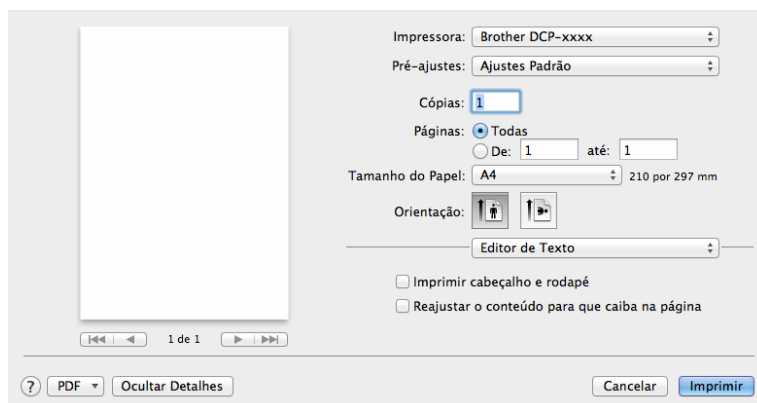 Impressora: Brother DCP-xxxx
Pré-ajustes: Ajustes Padrão
Cópias: 1
Páginas: Todas
De: 1 até: 1
Tamanho do Papel: A4 210 por 297 mm
Orientação:
Editor de Texto
Imprimir cabeçalho e rodapé
Reajustar o conteúdo para que caiba na página
1 de 1
? PDF Ocultar Detalhes Cancelar Imprimir